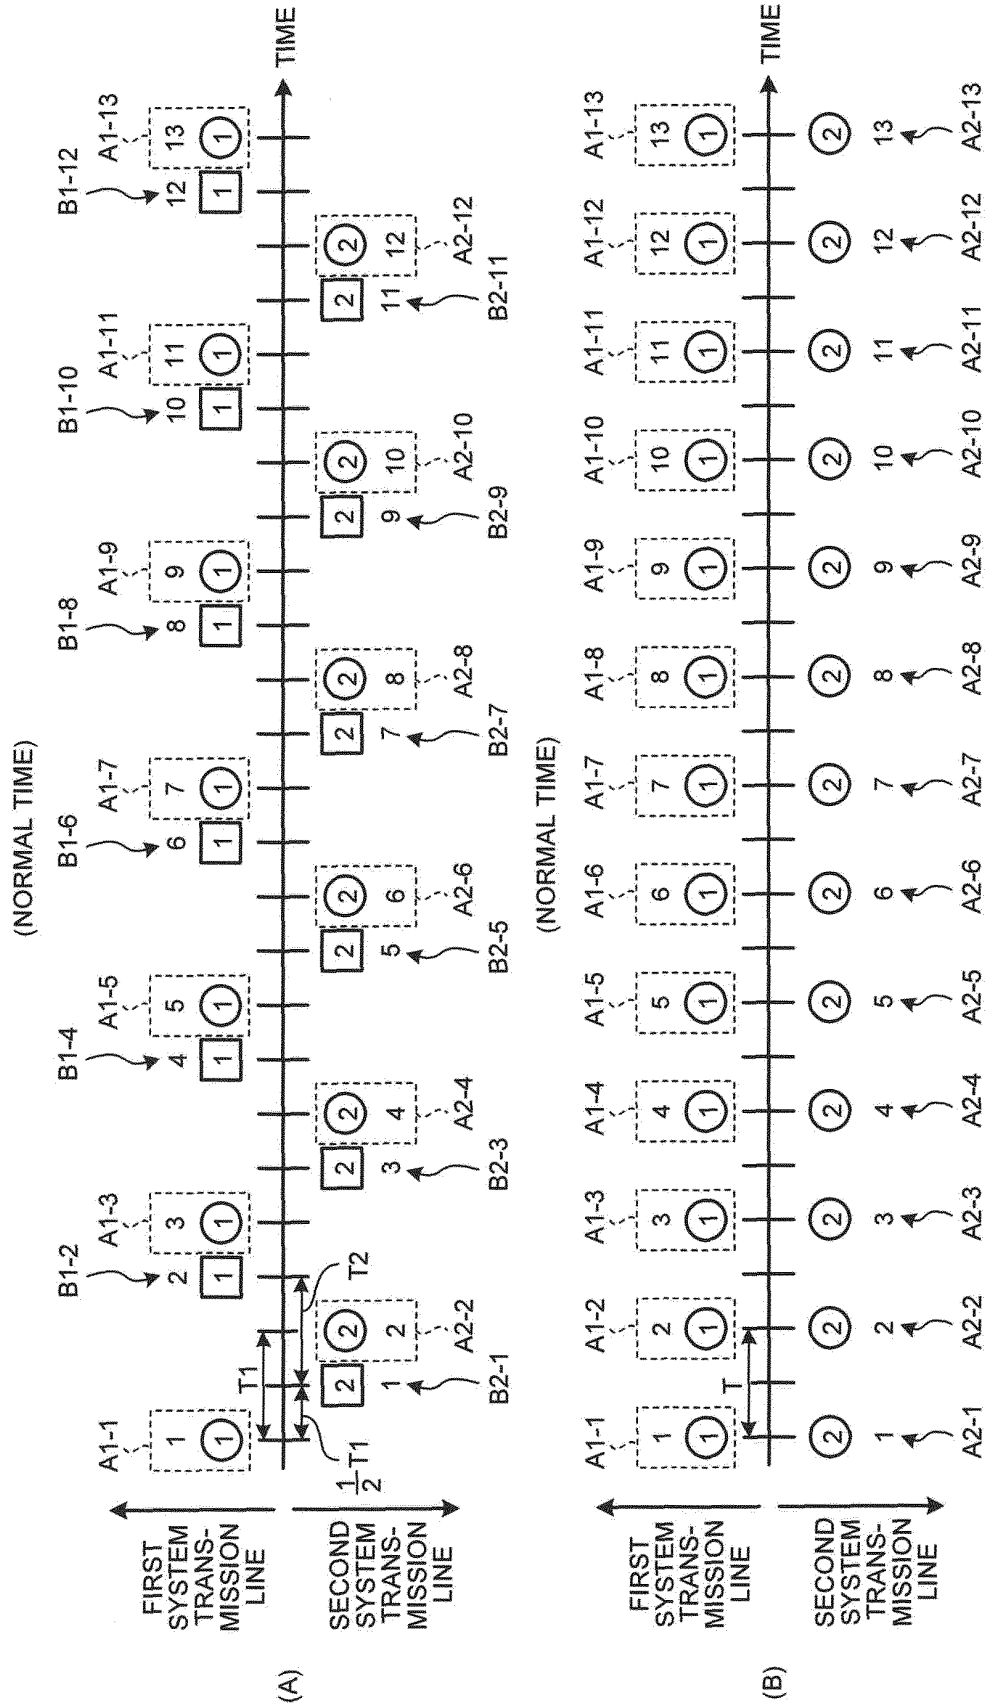 (A)
(NORMAL TIME)
B1-2
B1-4
B1-6
B1-8
B1-10
B1-12
A1-1
A1-3
A1-5
A1-7
A1-9
A1-11
A1-13
FIRST
SYSTEM
TRANS-
MISSION
LINE
1
2
3
4
5
6
7
8
9
10
11
12
13
1
1
1
1
1
1
1
1
1
1
1
1
1
T1
TIME
T2
1/2 T1
SECOND
SYSTEM
TRANS-
MISSION
LINE
2
2
2
2
2
2
2
2
2
2
2
2
1
2
3
4
5
6
7
8
9
10
11
12
A2-2
A2-4
A2-6
A2-8
A2-10
A2-12
B2-1
B2-3
B2-5
B2-7
B2-9
B2-11
(B)
(NORMAL TIME)
A1-1
A1-2
A1-3
A1-4
A1-5
A1-6
A1-7
A1-8
A1-9
A1-10
A1-11
A1-12
A1-13
FIRST
SYSTEM
TRANS-
MISSION
LINE
1
2
3
4
5
6
7
8
9
10
11
12
13
1
1
1
1
1
1
1
1
1
1
1
1
1
T
TIME
SECOND
SYSTEM
TRANS-
MISSION
LINE
2
2
2
2
2
2
2
2
2
2
2
2
2
1
2
3
4
5
6
7
8
9
10
11
12
13
A2-1
A2-2
A2-3
A2-4
A2-5
A2-6
A2-7
A2-8
A2-9
A2-10
A2-11
A2-12
A2-13